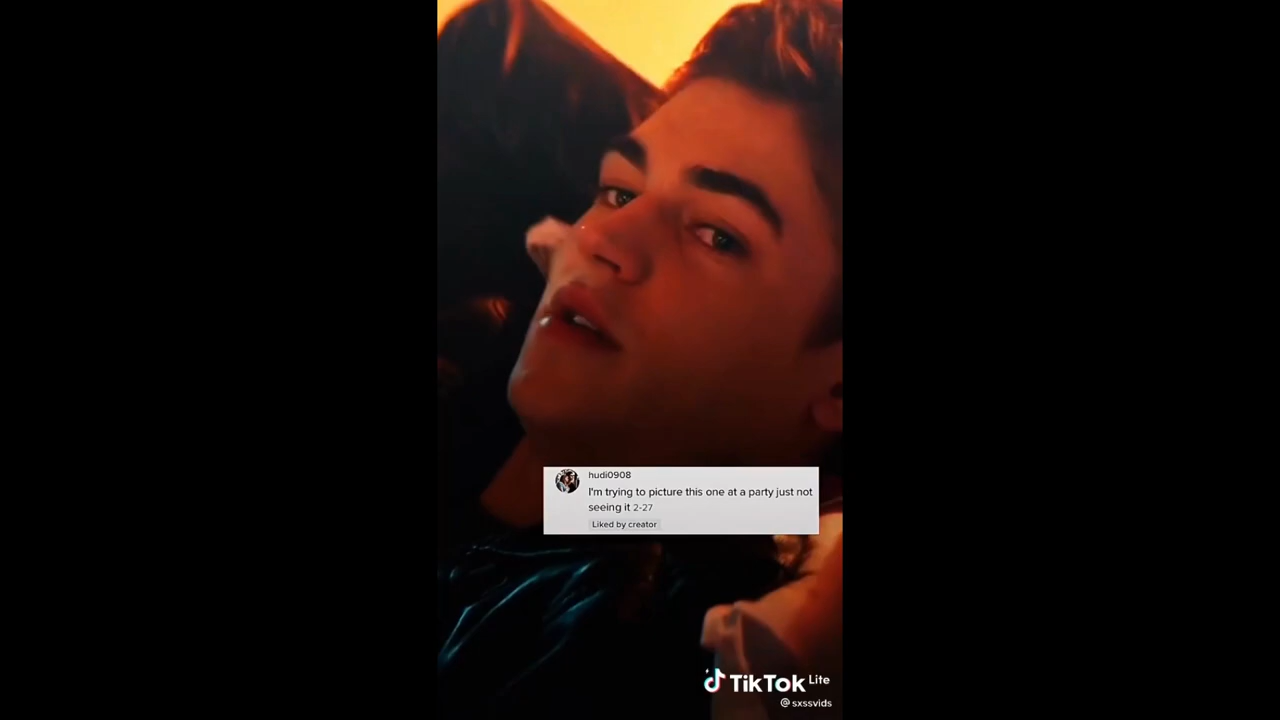 hudi0908
I'm trying to picture this one at a party just not
seeing it 2-27
Liked by creator
TikTok Lite
@sxssvids